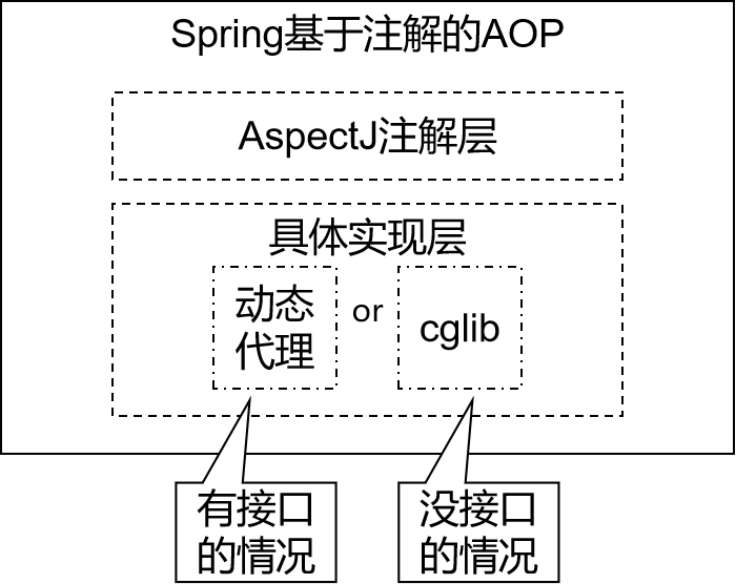 Spring基于注解的AOP
AspectJ注解层
具体实现层
动态
代理
or
cglib
有接口
的情况
没接口
的情况